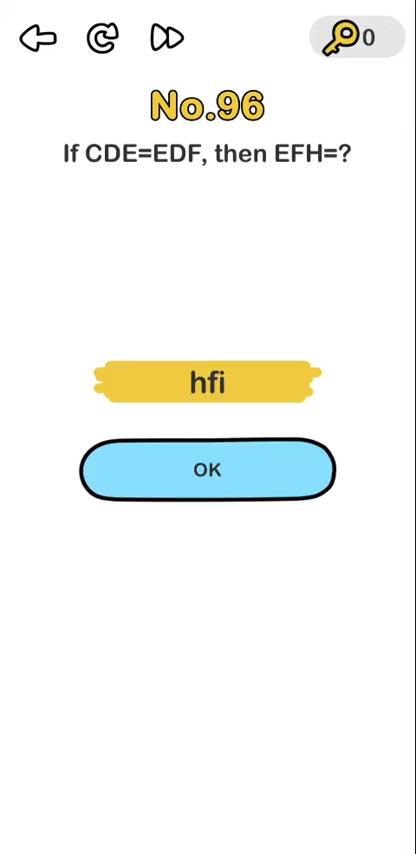 0
No.96
If CDE=EDF, then EFH=?
hfi
OK